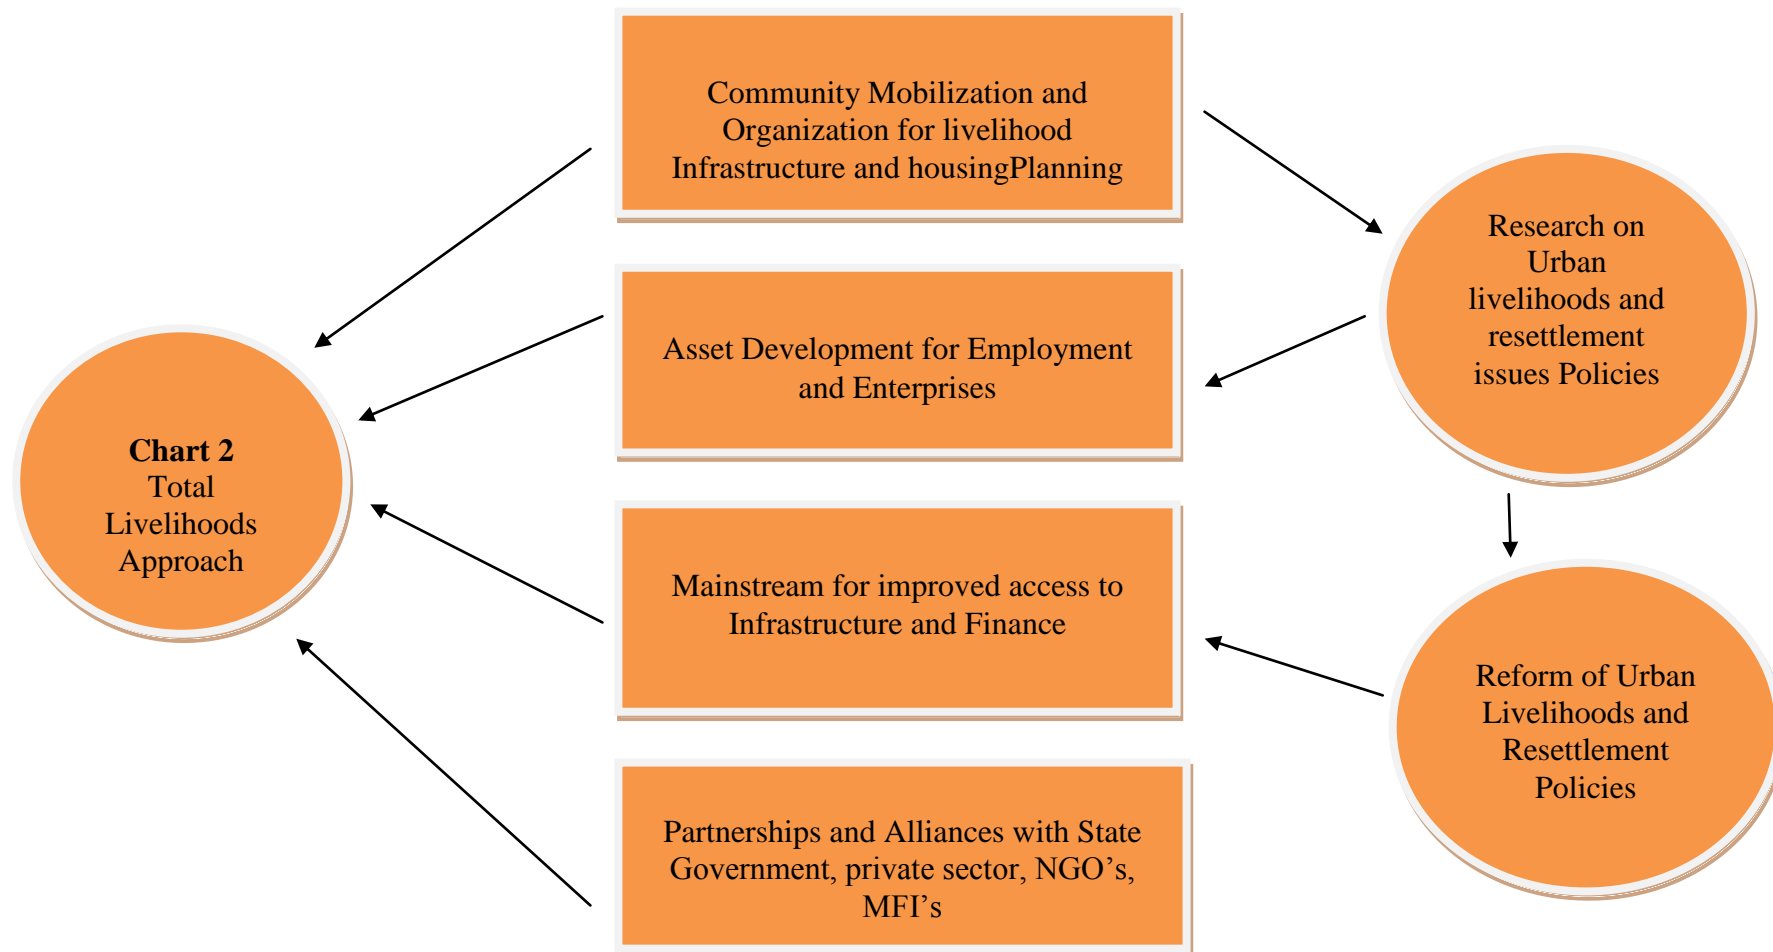 Community Mobilization and
Organization for livelihood
Infrastructure and housingPlanning
Research on
Urban
livelihoods and
resettlement
issues Policies
Asset Development for Employment
and Enterprises
Chart 2
Total
Livelihoods
Approach
Mainstream for improved access to
Infrastructure and Finance
Reform of Urban
Livelihoods and
Resettlement
Policies
Partnerships and Alliances with State
Government, private sector, NGO’s,
MFI’s